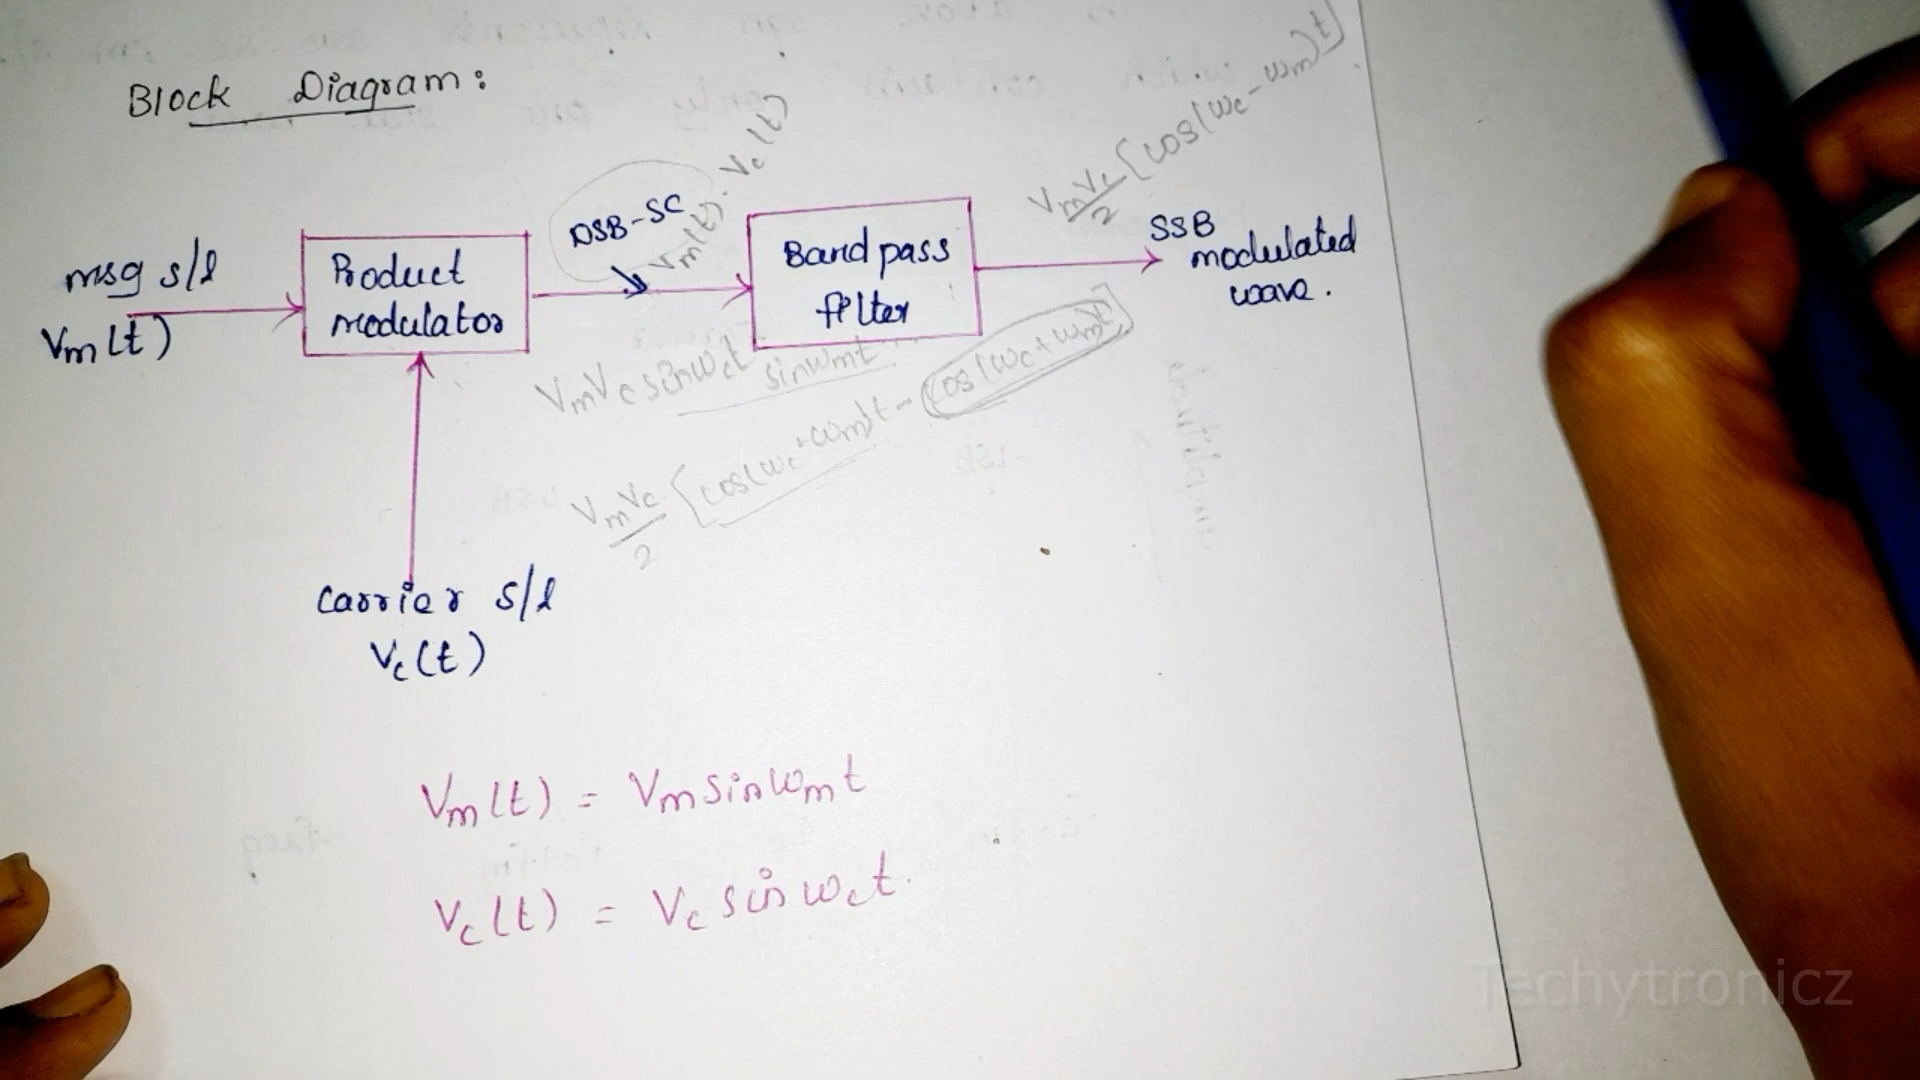 Block Diagram:
msg s/l
Vm(t)
Product
modulator
DSB-SC
Vm(t). Vc(t)
Band pass
filter
VmVc/2 [cos(ωc-ωm)t]
SSB
modulated
wave.
VmVc sinωct sinωmt
VmVc/2 [cos(ωc-ωm)t - cos(ωc+ωm)t]
carrier s/l
Vc(t)
Vm(t) = Vm sinωmt
Vc(t) = Vc sinωct.
Techytronicz